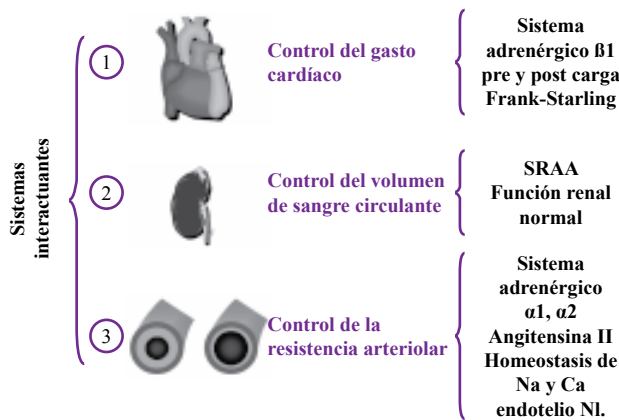 Sistemas
interactuantes
1
Control del gasto
cardíaco
Sistema
adrenérgico ß1
pre y post carga
Frank-Starling
2
Control del volumen
de sangre circulante
SRAA
Función renal
normal
3
Control de la
resistencia arteriolar
Sistema
adrenérgico
α1, α2
Angitensina II
Homeostasis de
Na y Ca
endotelio Nl.